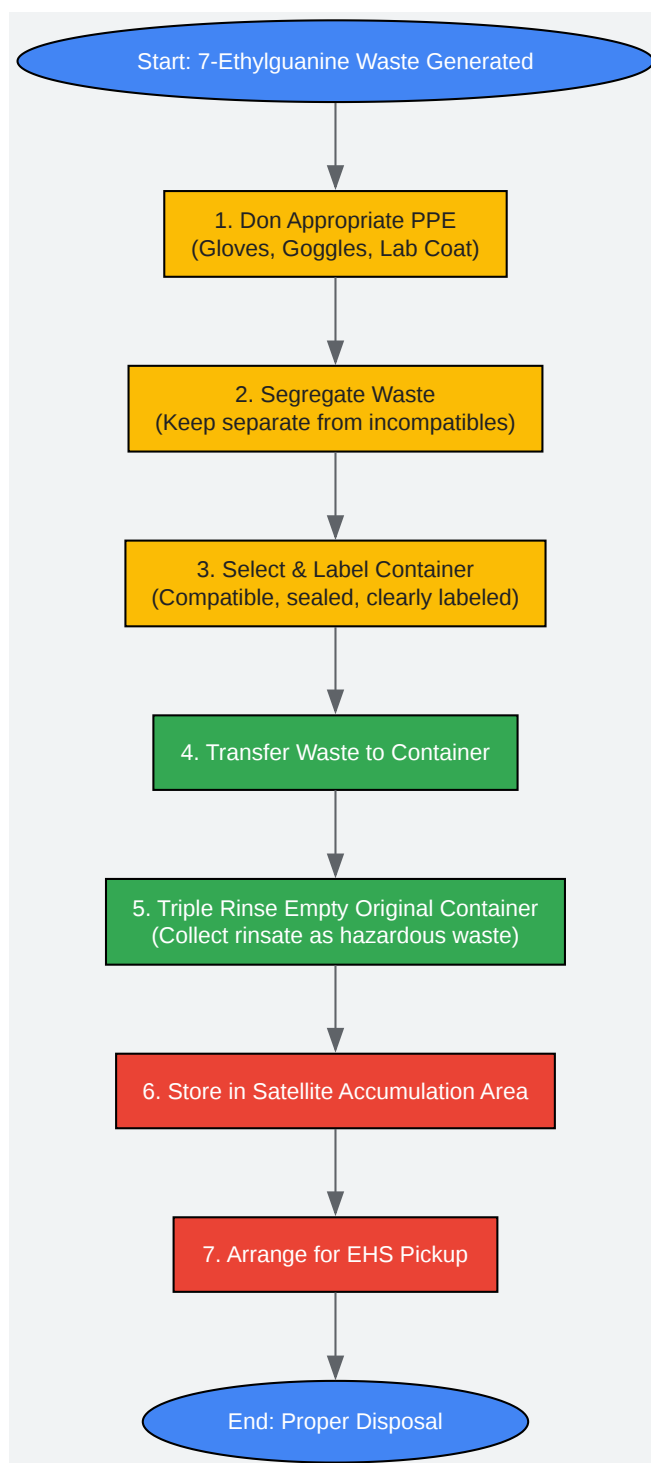 Start: 7-Ethylguanine Waste Generated
1. Don Appropriate PPE
(Gloves, Goggles, Lab Coat)
2. Segregate Waste
(Keep separate from incompatibles)
3. Select & Label Container
(Compatible, sealed, clearly labeled)
4. Transfer Waste to Container
5. Triple Rinse Empty Original Container
(Collect rinsate as hazardous waste)
6. Store in Satellite Accumulation Area
7. Arrange for EHS Pickup
End: Proper Disposal